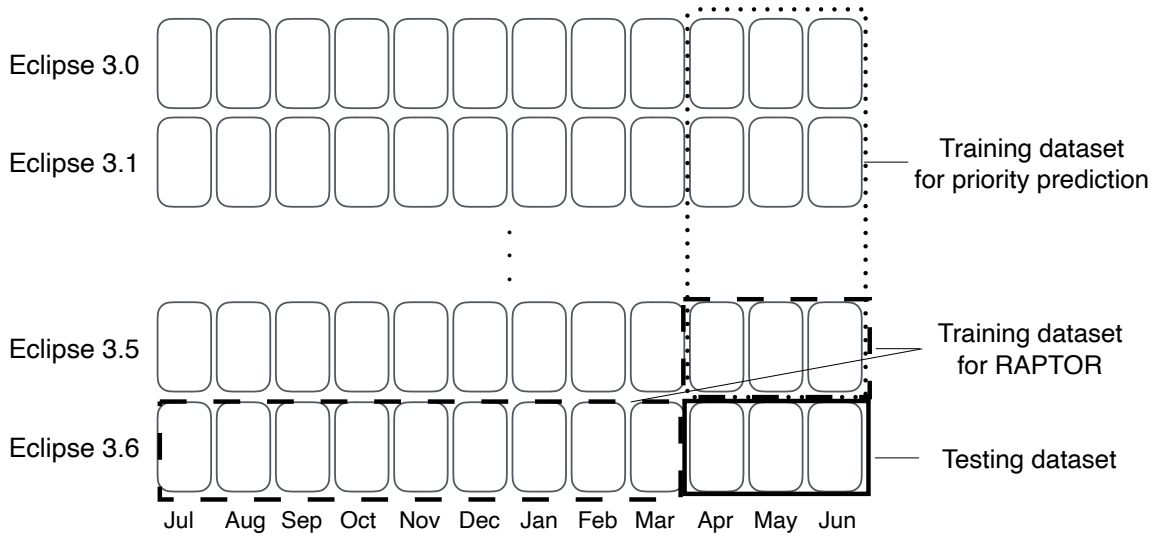 Eclipse 3.0
Eclipse 3.1
Training dataset
for priority prediction
Eclipse 3.5
Training dataset
for RAPTOR
Eclipse 3.6
Testing dataset
Jul Aug Sep Oct Nov Dec Jan Feb Mar Apr May Jun